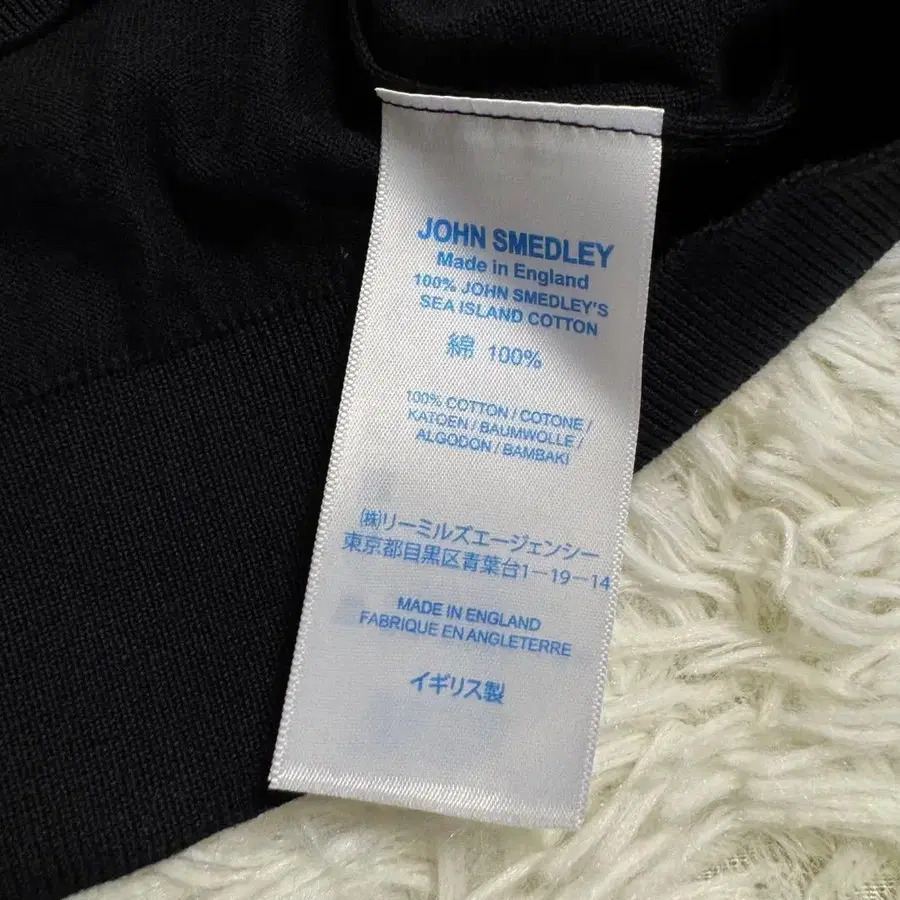 JOHN SMEDLEY
Made in England
100% JOHN SMEDLEY'S
SEA ISLAND COTTON
綿 100%
100% COTTON / COTONE /
KATOEN / BAUMWOLLE /
ALGODON / BAMBAKI
㈱リーミルズエージェンシー
東京都目黒区青葉台1-19-14
MADE IN ENGLAND
FABRIQUE EN ANGLETERRE
イギリス製